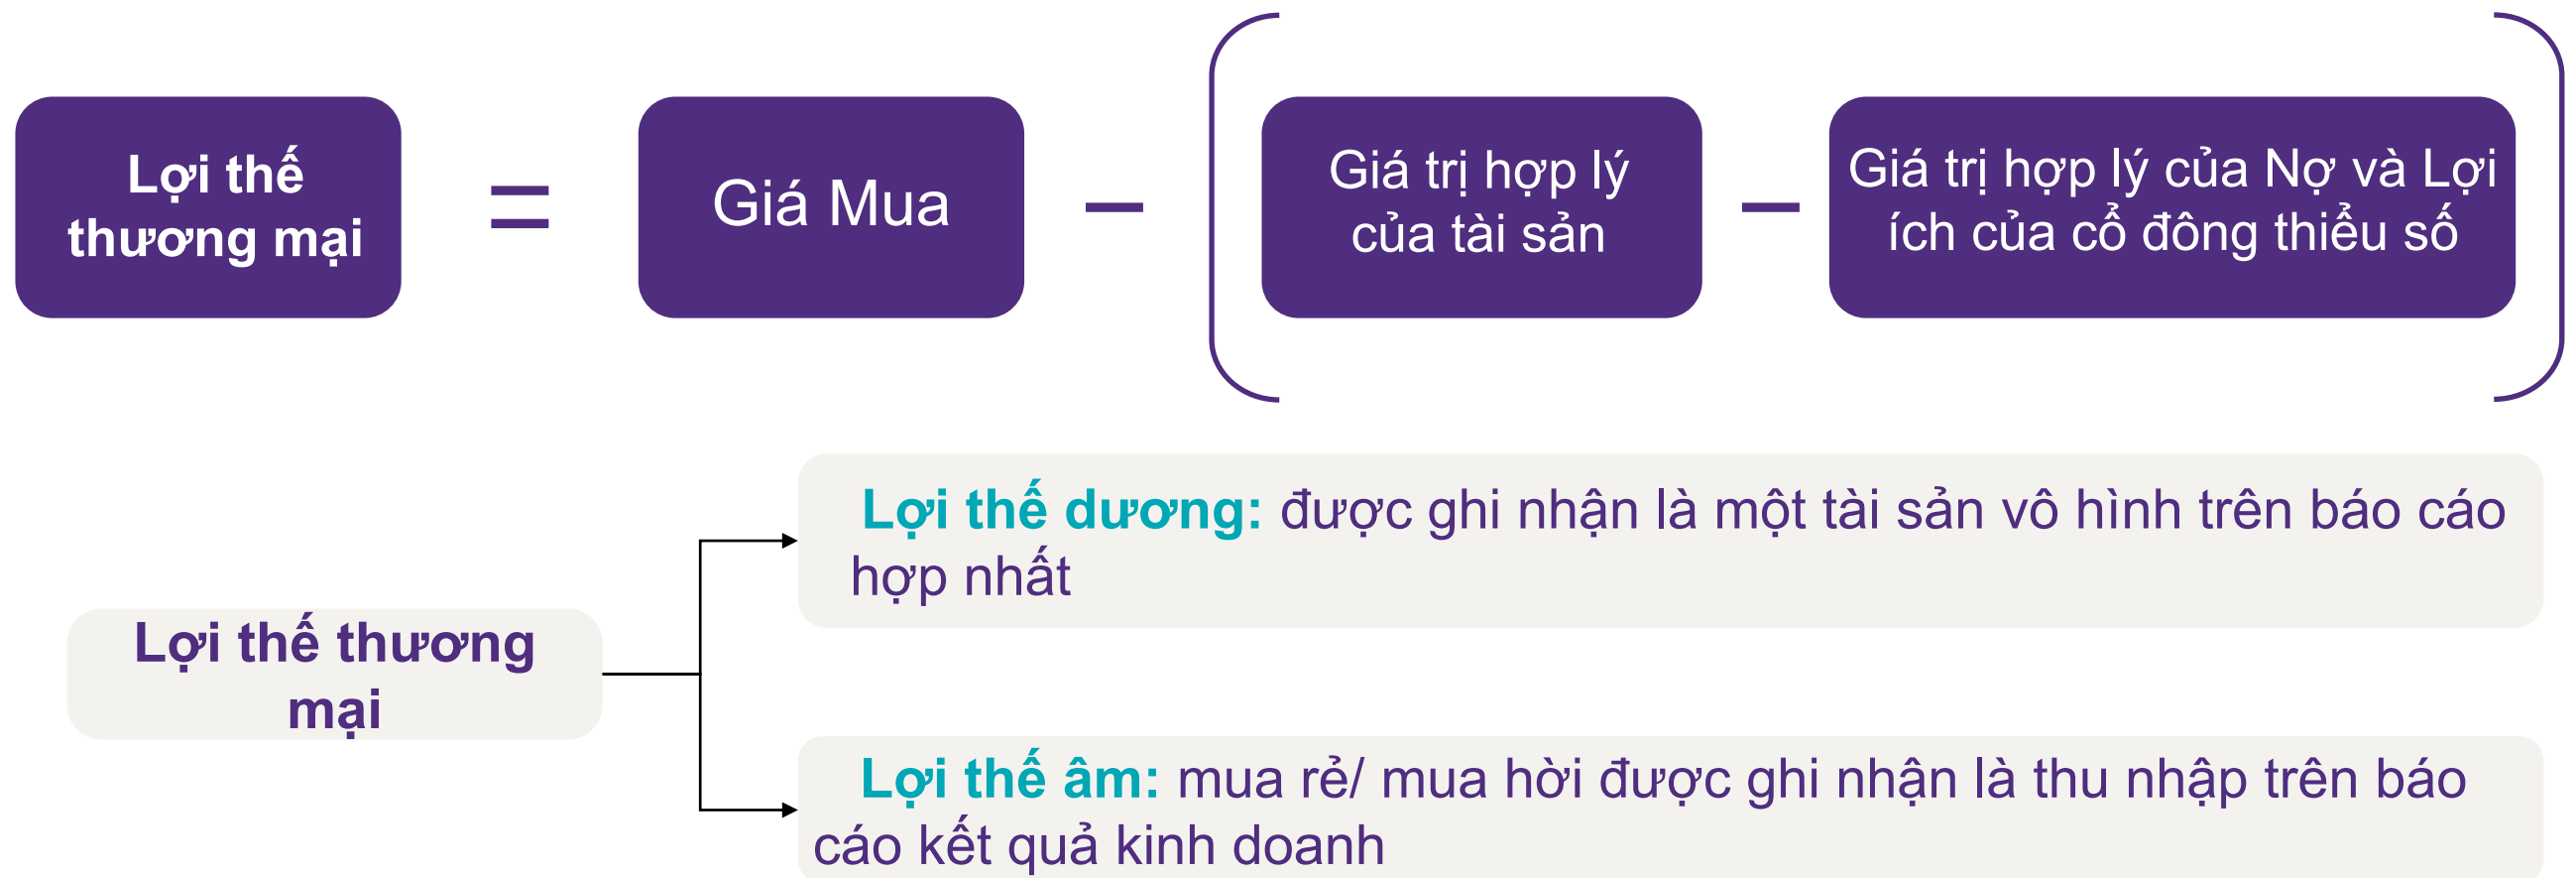 Lợi thế
thương mại
=
Giá Mua
–
Giá trị hợp lý
của tài sản
–
Giá trị hợp lý của Nợ và Lợi
ích của cổ đông thiểu số
Lợi thế dương: được ghi nhận là một tài sản vô hình trên báo cáo
hợp nhất
Lợi thế thương
mại
Lợi thế âm: mua rẻ/ mua hời được ghi nhận là thu nhập trên báo
cáo kết quả kinh doanh